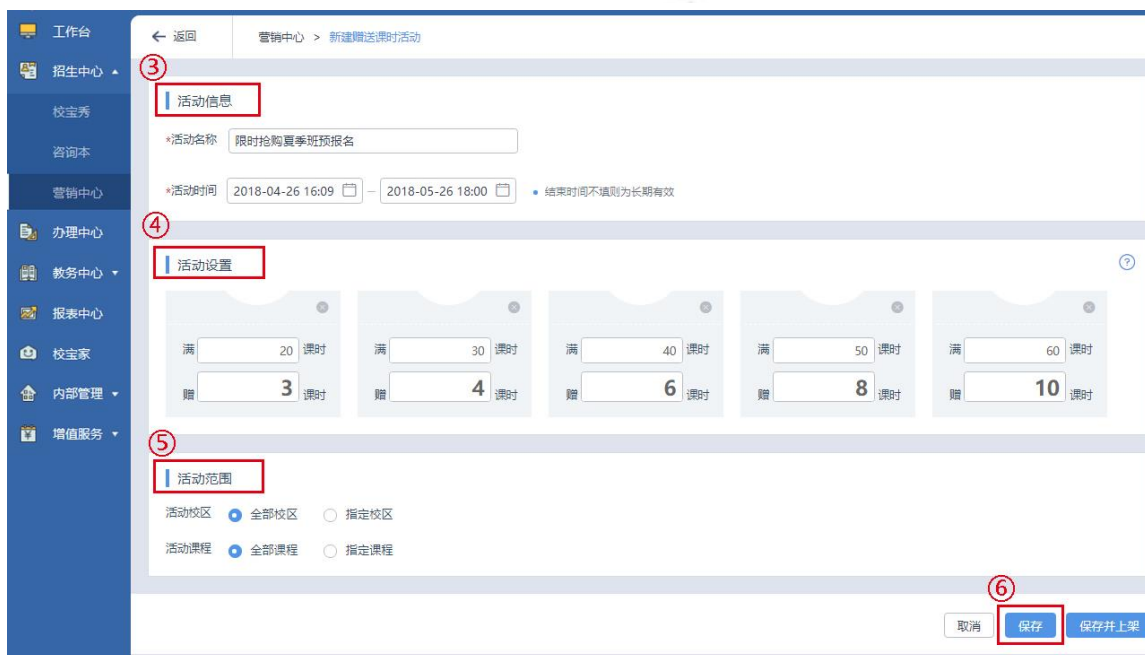 工作台
招生中心
校宝秀
咨询本
营销中心
办理中心
教务中心
报表中心
校宝家
内部管理
增值服务
← 返回 营销中心 > 新建赠送课时活动
③
活动信息
*活动名称 限时抢购夏季班预报名
*活动时间 2018-04-26 16:09 – 2018-05-26 18:00 • 结束时间不填则为长期有效
④
活动设置 ?
满 20 课时 满 30 课时 满 40 课时 满 50 课时 满 60 课时
赠 3 课时 赠 4 课时 赠 6 课时 赠 8 课时 赠 10 课时
⑤
活动范围
活动校区 全部校区 指定校区
活动课程 全部课程 指定课程
⑥
取消 保存 保存并上架